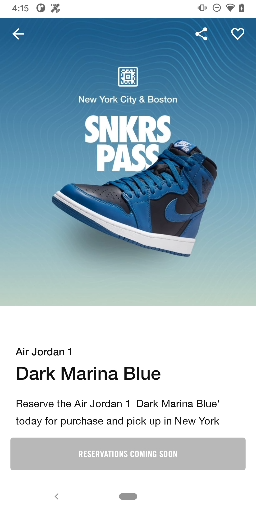 4:15
New York City & Boston
SNKRS
PASS
Air Jordan 1
Dark Marina Blue
Reserve the Air Jordan 1 'Dark Marina Blue'
today for purchase and pick up in New York
RESERVATIONS COMING SOON